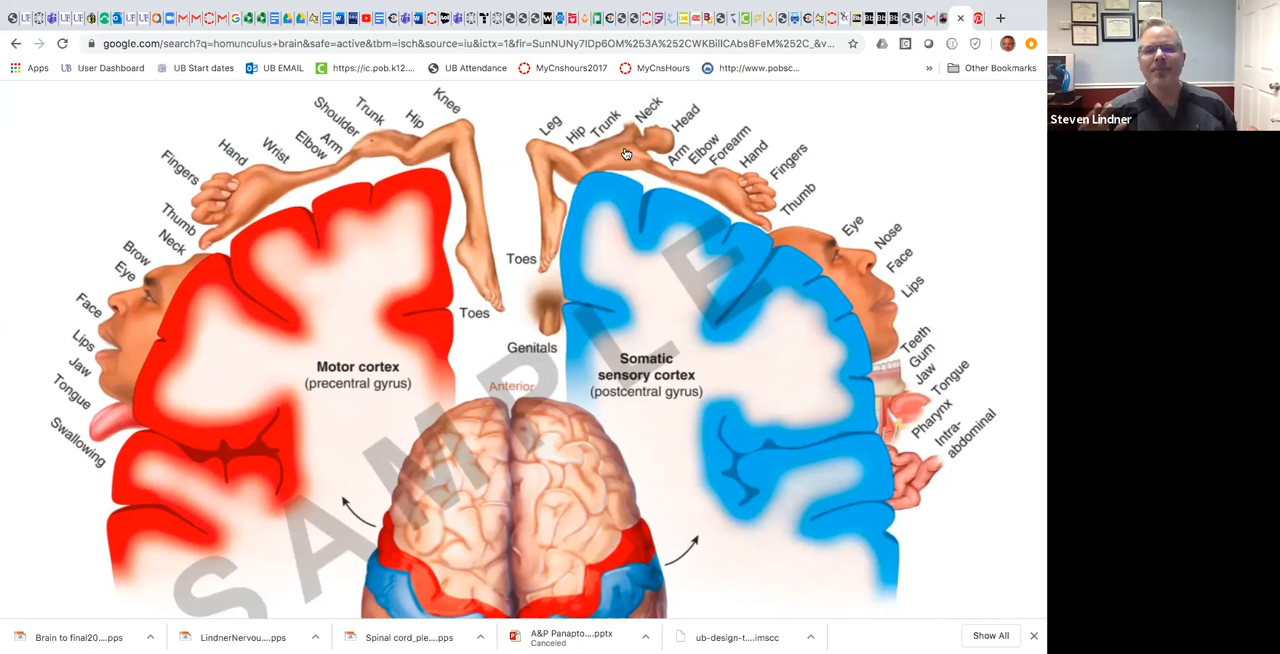 google.com/search?q=homunculus+brain&safe=active&tbm=isch&source=iu&ictx=1&fir=SunNUNy7IDp6OM%253A%252CWKBillCAbs8FeM%252C_&v...
Apps
User Dashboard
UB Start dates
UB EMAIL
https://ic.pob.k12....
UB Attendance
MyCnshours2017
MyCnsHours
http://www.pobsc...
»
Other Bookmarks
Steven Lindner
Knee
Hip
Trunk
Shoulder
Arm
Elbow
Wrist
Hand
Fingers
Thumb
Neck
Brow
Eye
Face
Lips
Jaw
Tongue
Swallowing
Toes
Motor cortex
(precentral gyrus)
Leg
Hip
Trunk
Neck
Head
Arm
Elbow
Forearm
Hand
Fingers
Thumb
Eye
Nose
Face
Lips
Teeth
Gum
Jaw
Tongue
Pharynx
Intra-
abdominal
Toes
Genitals
Somatic
sensory cortex
(postcentral gyrus)
Anterior
SAMPLE
Brain to final20....pps
LindnerNervou....pps
Spinal cord_ple....pps
A&P Panapto....pptx
Canceled
ub-design-t....imscc
Show All